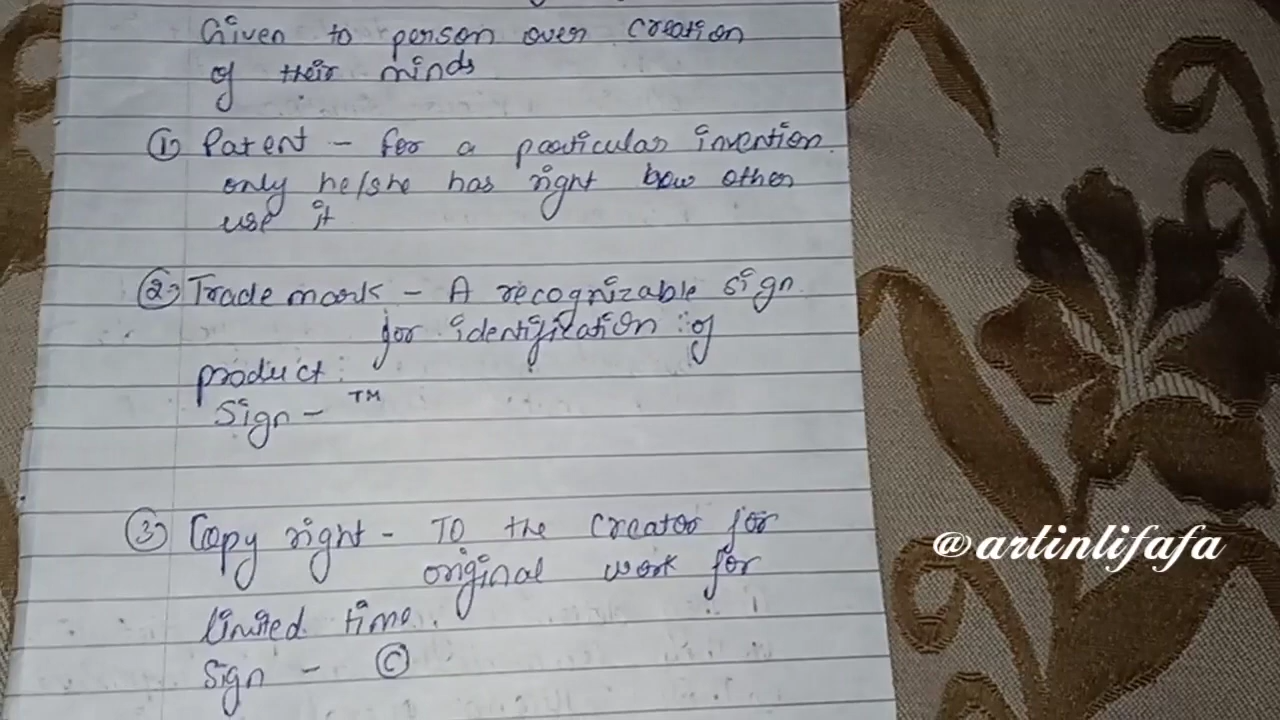 Given to person over creation
of their minds
① Patent - for a particular invention.
only he/she has right how other
use it
② Trade mark - A recognizable sign
for identification of
product.
Sign - TM
③ Copy right - To the creator for
original work for
limited time.
Sign - ©
@artinlifafa